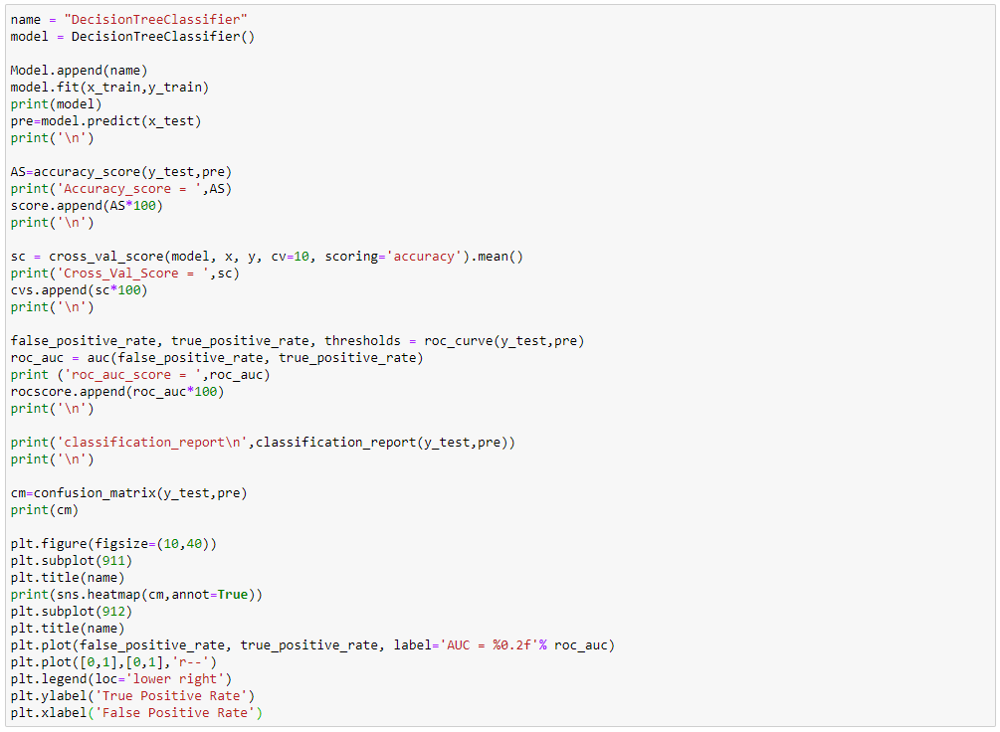 name = "DecisionTreeClassifier"
model = DecisionTreeClassifier()
Model.append(name)
model.fit(x_train,y_train)
print(model)
pre=model.predict(x_test)
print('\n')
AS=accuracy_score(y_test,pre)
print('Accuracy_score = ',AS)
score.append(AS*100)
print('\n')
sc = cross_val_score(model, x, y, cv=10, scoring='accuracy').mean()
print('Cross_Val_Score = ',sc)
cvs.append(sc*100)
print('\n')
false_positive_rate, true_positive_rate, thresholds = roc_curve(y_test,pre)
roc_auc = auc(false_positive_rate, true_positive_rate)
print ('roc_auc_score = ',roc_auc)
rocscore.append(roc_auc*100)
print('\n')
print('classification_report\n',classification_report(y_test,pre))
print('\n')
cm=confusion_matrix(y_test,pre)
print(cm)
plt.figure(figsize=(10,40))
plt.subplot(911)
plt.title(name)
print(sns.heatmap(cm,annot=True))
plt.subplot(912)
plt.title(name)
plt.plot(false_positive_rate, true_positive_rate, label='AUC = %0.2f'% roc_auc)
plt.plot([0,1],[0,1],'r--')
plt.legend(loc='lower right')
plt.ylabel('True Positive Rate')
plt.xlabel('False Positive Rate')